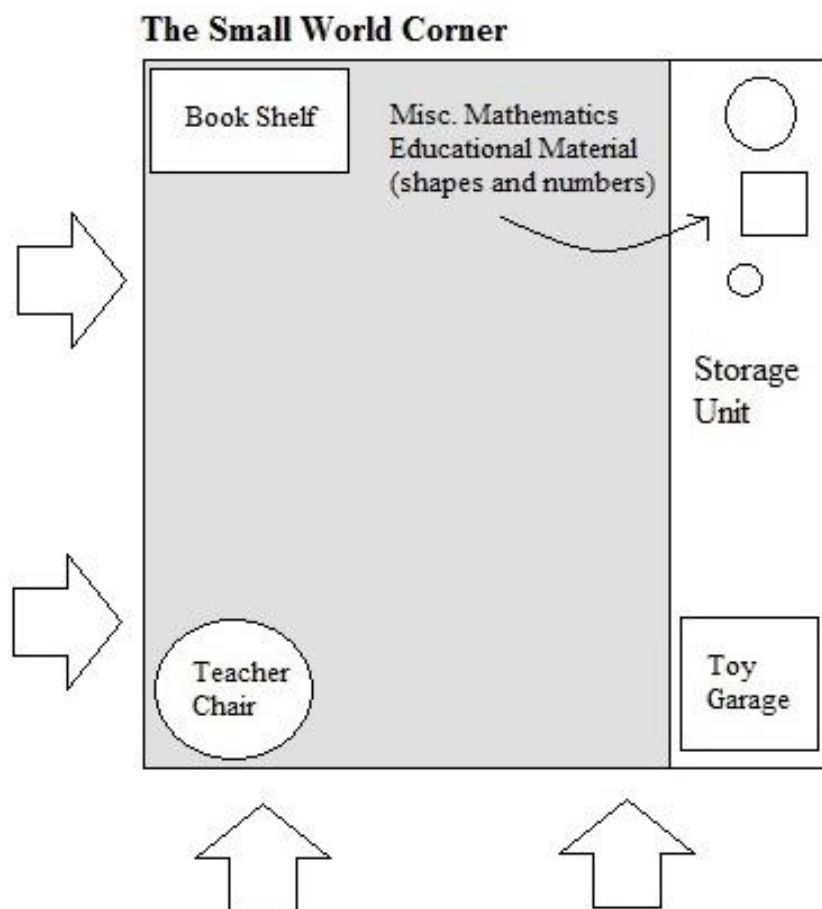 The Small World Corner
Book Shelf
Misc. Mathematics
Educational Material
(shapes and numbers)
Storage
Unit
Teacher
Chair
Toy
Garage